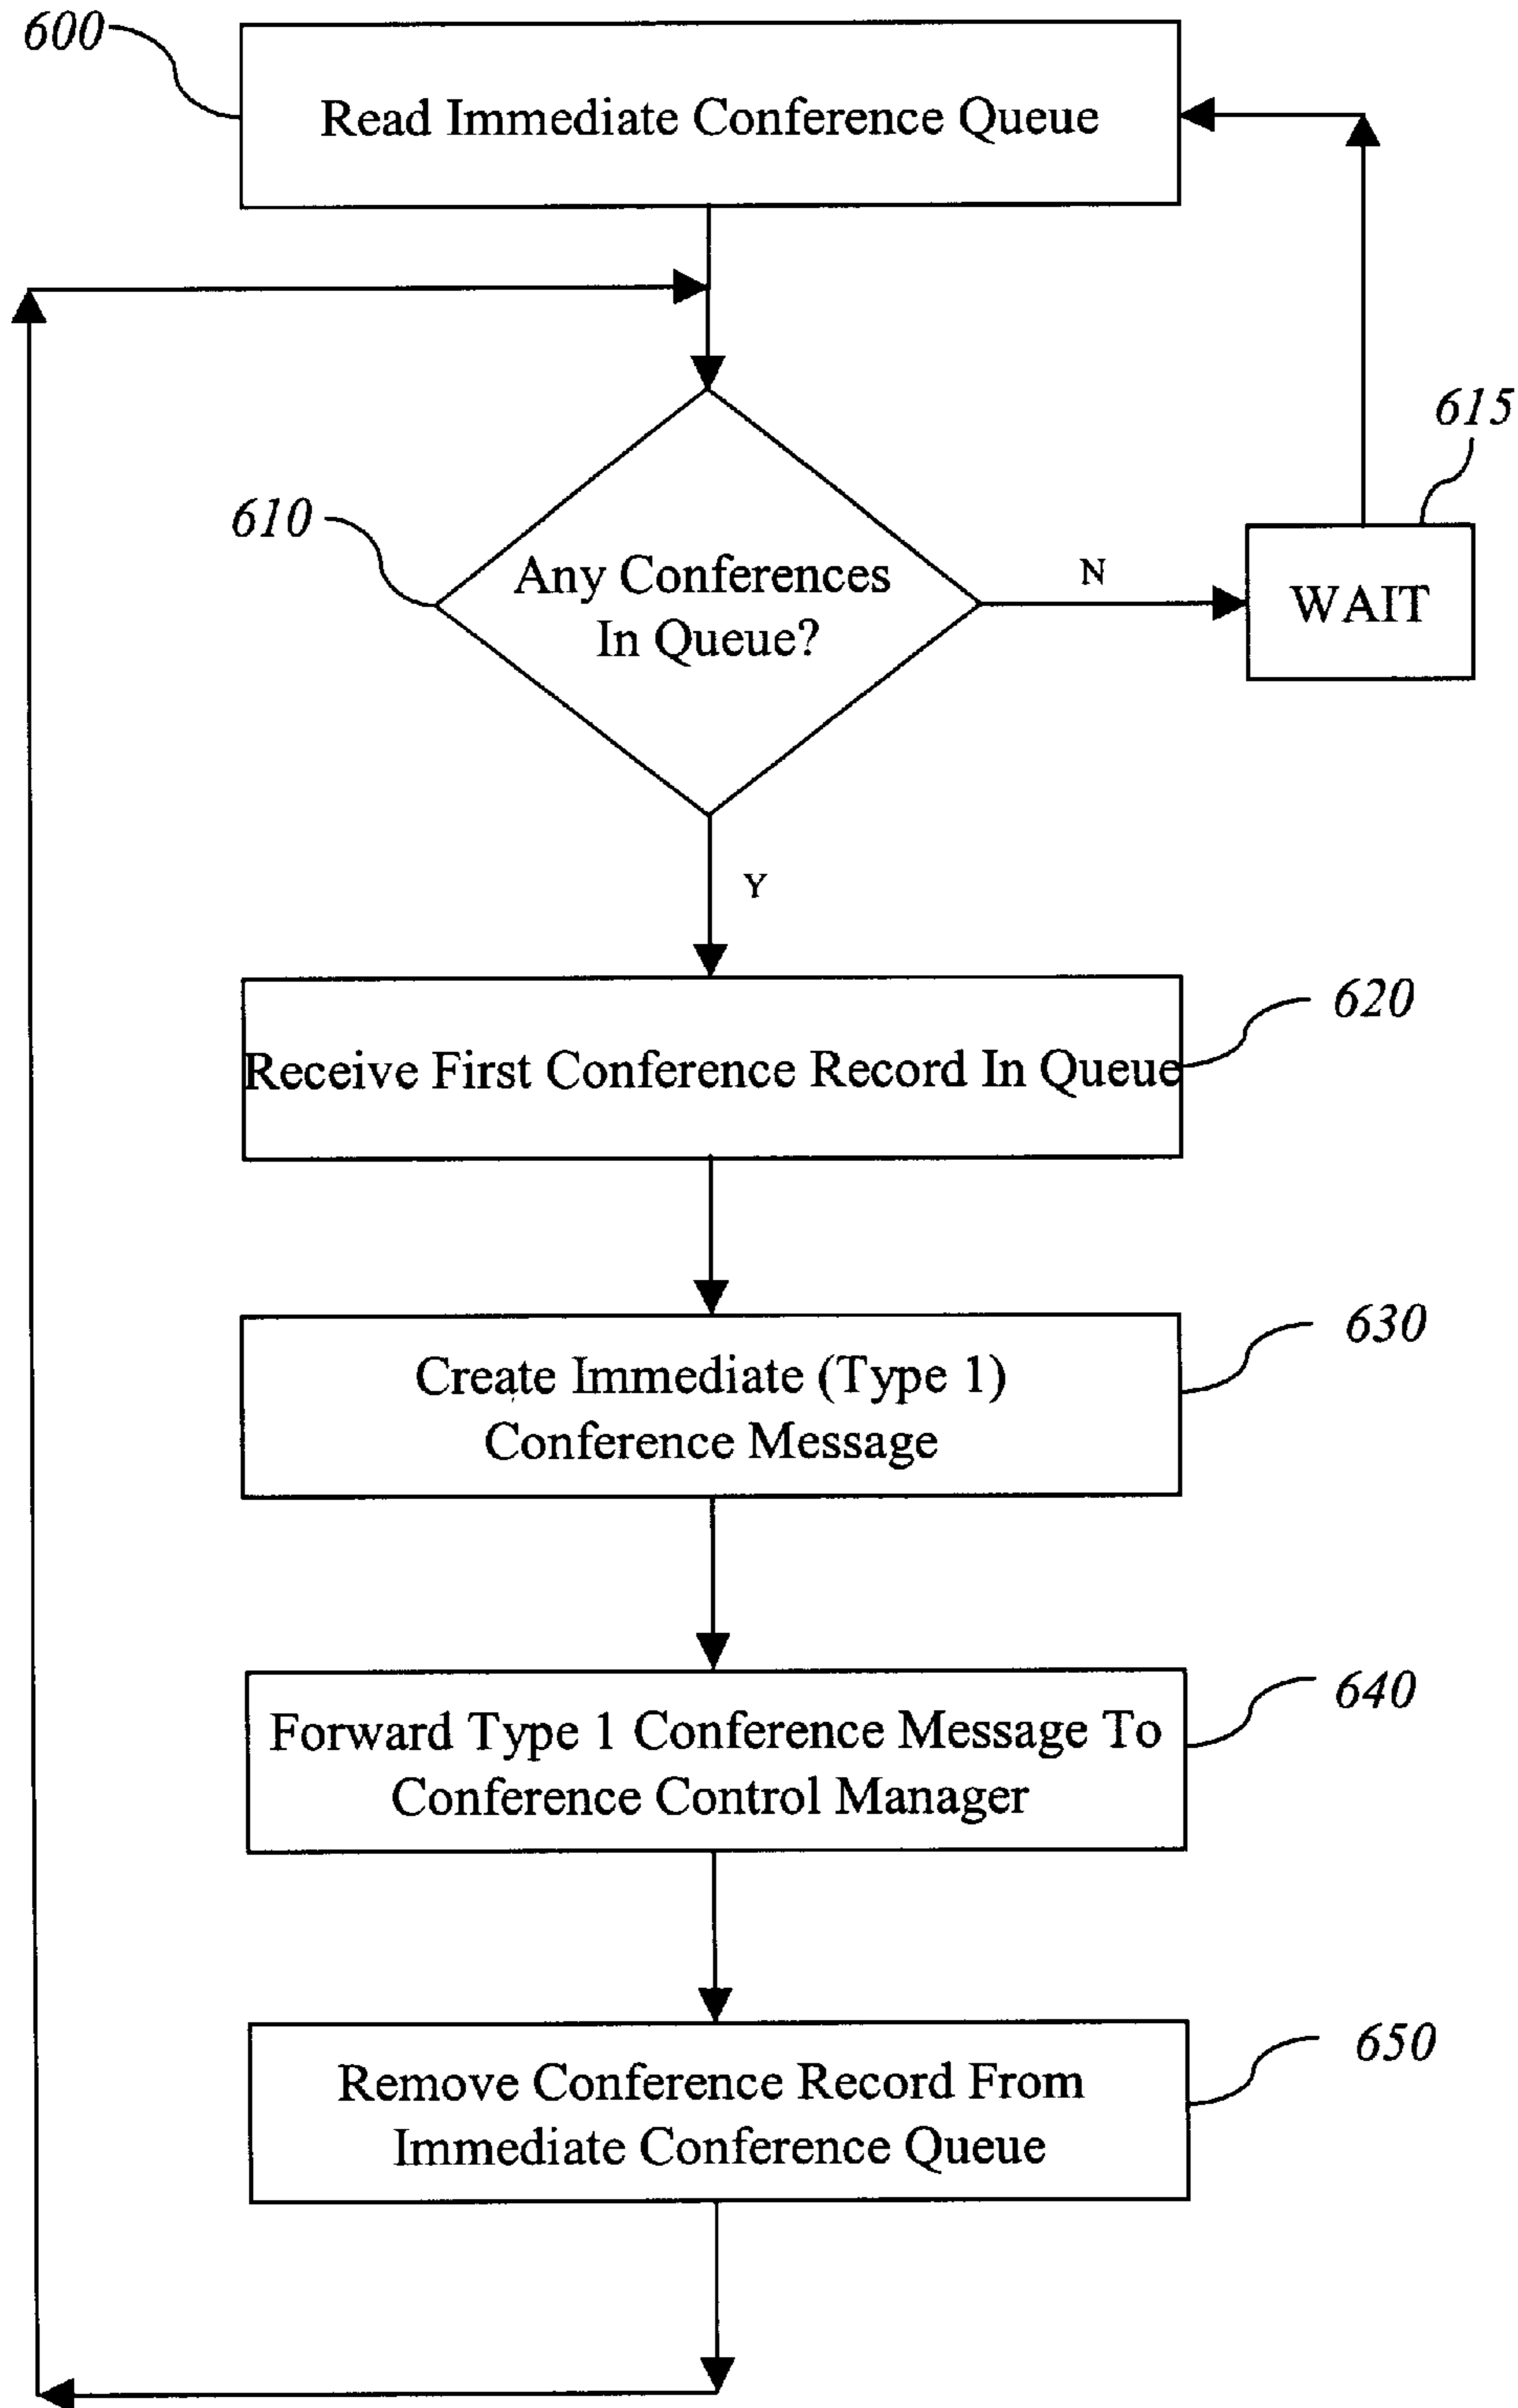 600
Read Immediate Conference Queue
615
610
Any Conferences
In Queue?
N
WAIT
Y
620
Receive First Conference Record In Queue
630
Create Immediate (Type 1)
Conference Message
640
Forward Type 1 Conference Message To
Conference Control Manager
650
Remove Conference Record From
Immediate Conference Queue